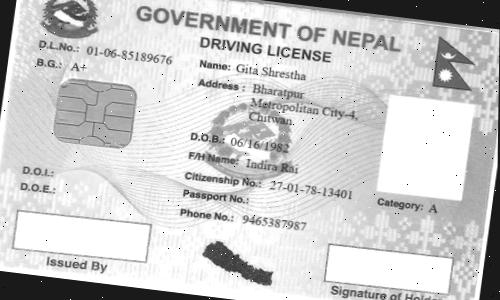 GOVERNMENT OF NEPAL
DRIVING LICENSE
D.L.No.: 01-06-85189676
B.G.: A+
Name: Gita Shrestha
Address : Bharatpur
Metropolitan City-4,
Chitwan.
D.O.B.: 06/16/1982
F/H Name: Indira Rai
D.O.I.:
D.O.E.:
Citizenship No.: 27-01-78-13401
Passport No.:
Category: A
Phone No.: 9465387987
Issued By
Signature of Holder